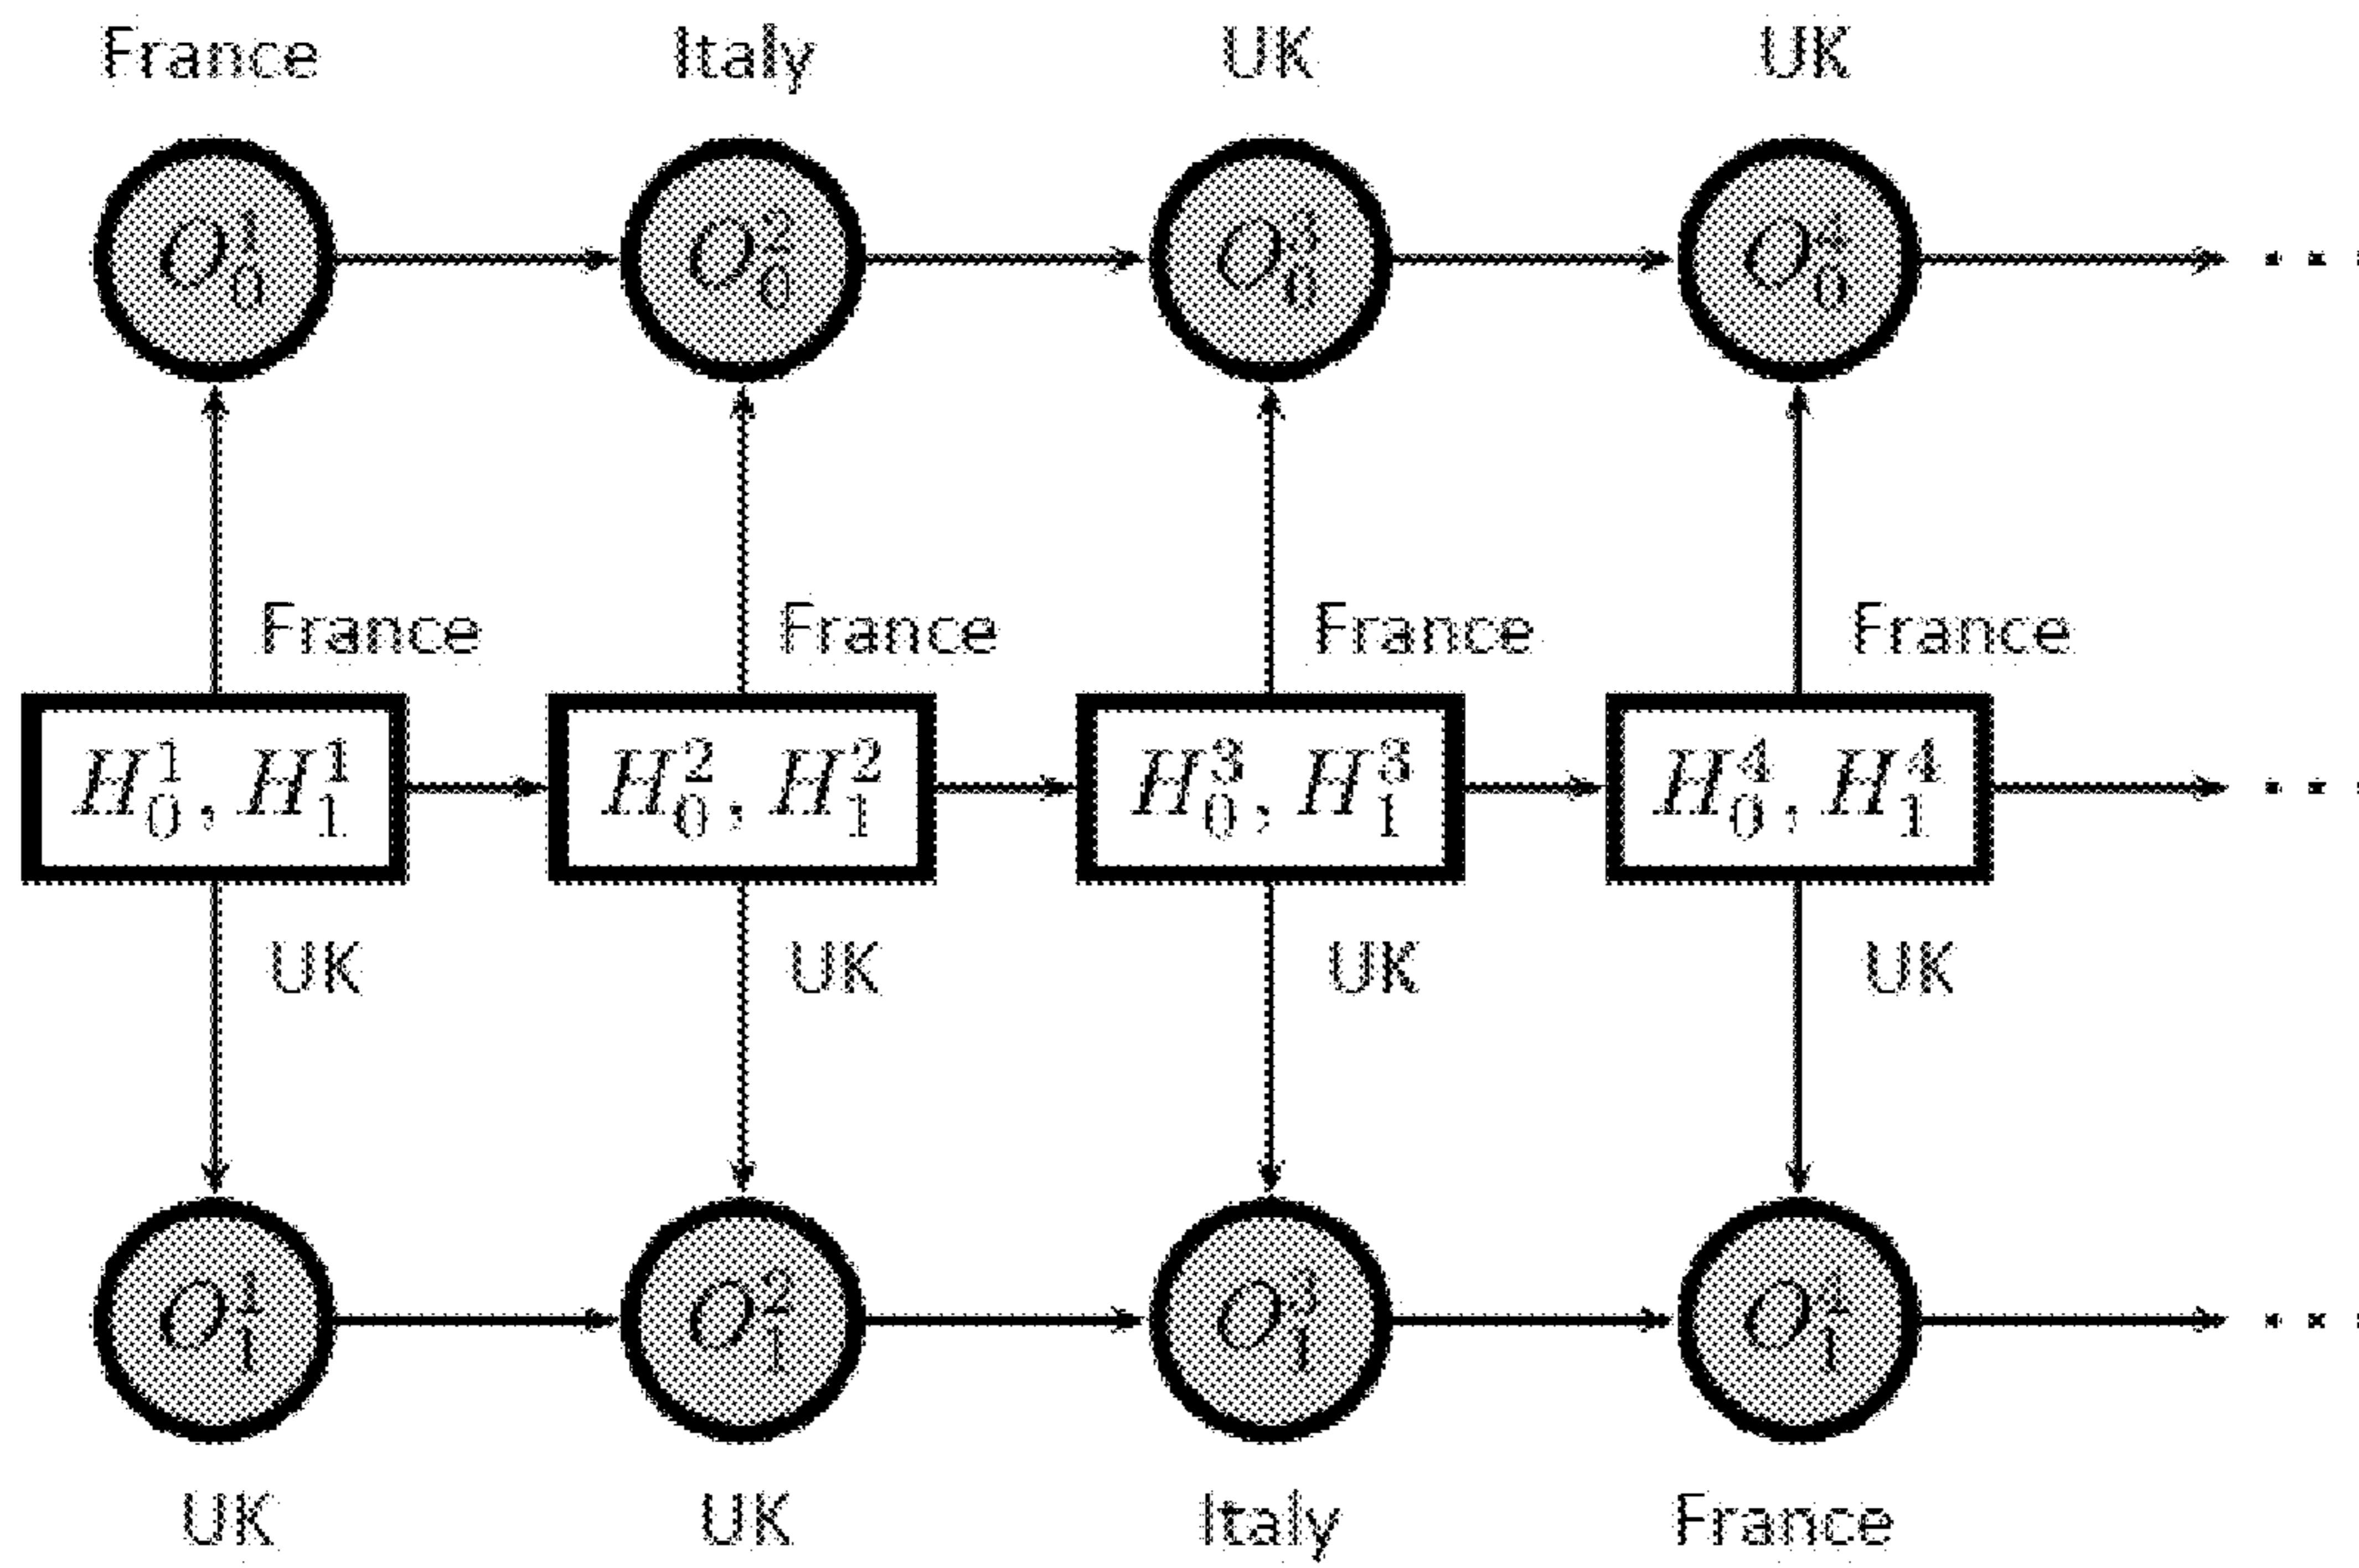 France Italy UK UK
O_0^1 O_0^2 O_0^3 O_0^4 ...
France France France France
H_0^1, H_1^1 H_0^2, H_1^2 H_0^3, H_1^3 H_0^4, H_1^4 ...
UK UK UK UK
O_1^1 O_1^2 O_1^3 O_1^4 ...
UK UK Italy France